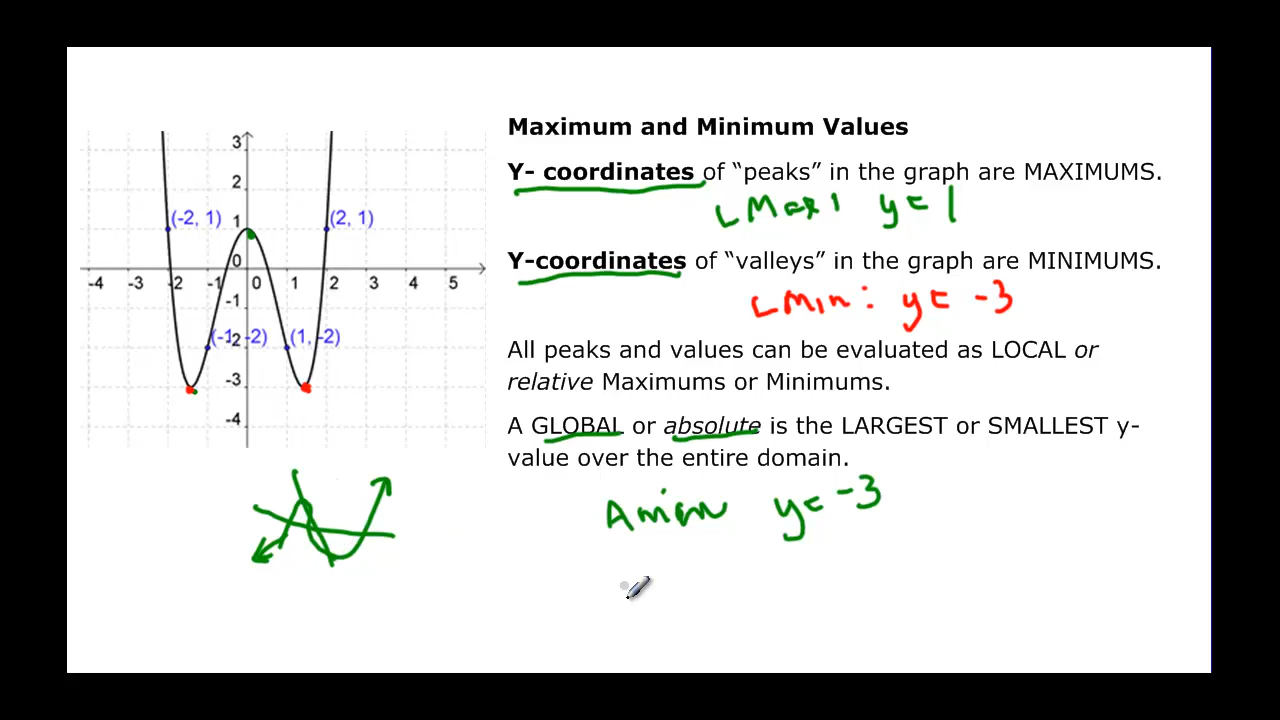 Maximum and Minimum Values
Y- coordinates of “peaks” in the graph are MAXIMUMS.
y = 1
Y-coordinates of “valleys” in the graph are MINIMUMS.
LMin: y = -3
All peaks and values can be evaluated as LOCAL or
relative Maximums or Minimums.
A GLOBAL or absolute is the LARGEST or SMALLEST y-
value over the entire domain.
y = -3
3
2
(-2, 1) 1 (2, 1)
0
-4 -3 -2 -1 0 1 2 3 4 5
-1
(-1, -2) -2 (1, -2)
-3
-4